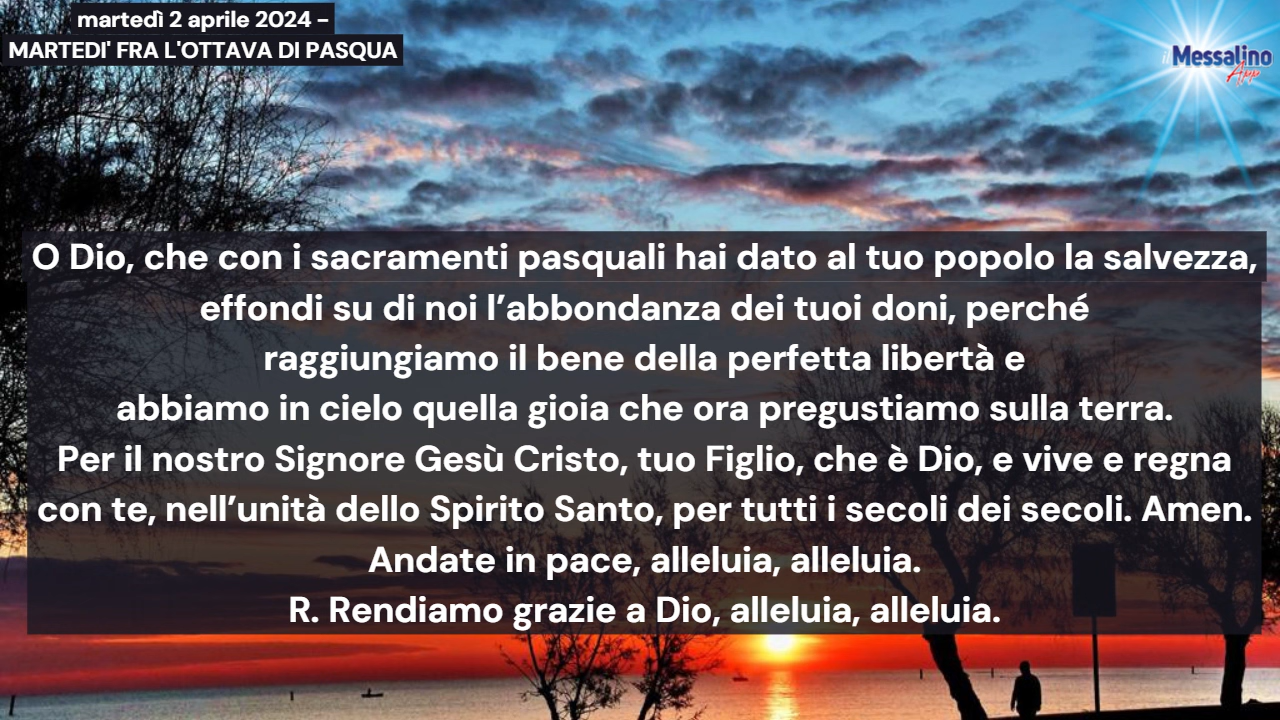 martedì 2 aprile 2024 –
MARTEDI' FRA L'OTTAVA DI PASQUA
il Messalino
App
O Dio, che con i sacramenti pasquali hai dato al tuo popolo la salvezza,
effondi su di noi l’abbondanza dei tuoi doni, perché
raggiungiamo il bene della perfetta libertà e
abbiamo in cielo quella gioia che ora pregustiamo sulla terra.
Per il nostro Signore Gesù Cristo, tuo Figlio, che è Dio, e vive e regna
con te, nell’unità dello Spirito Santo, per tutti i secoli dei secoli. Amen.
Andate in pace, alleluia, alleluia.
R. Rendiamo grazie a Dio, alleluia, alleluia.